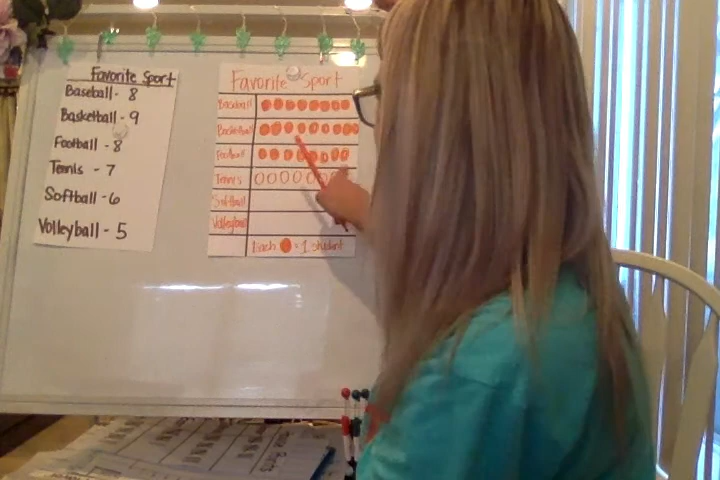 Favorite Sport
Baseball - 8
Basketball - 9
Football - 8
Tennis - 7
Softball - 6
Volleyball - 5
Favorite Sport
Baseball
Basketball
Football
Tennis
Softball
Volleyball
Each = 1 student